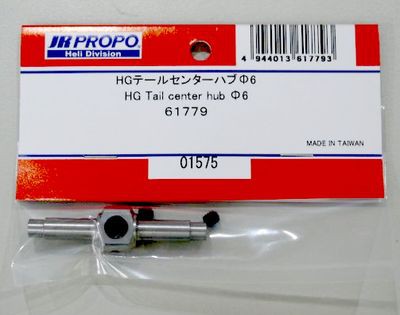 JR PROPO
Heli Division
4 944013 617793
HGテールセンターハブΦ6
HG Tail center hub Φ6
61779
MADE IN TAIWAN
01575